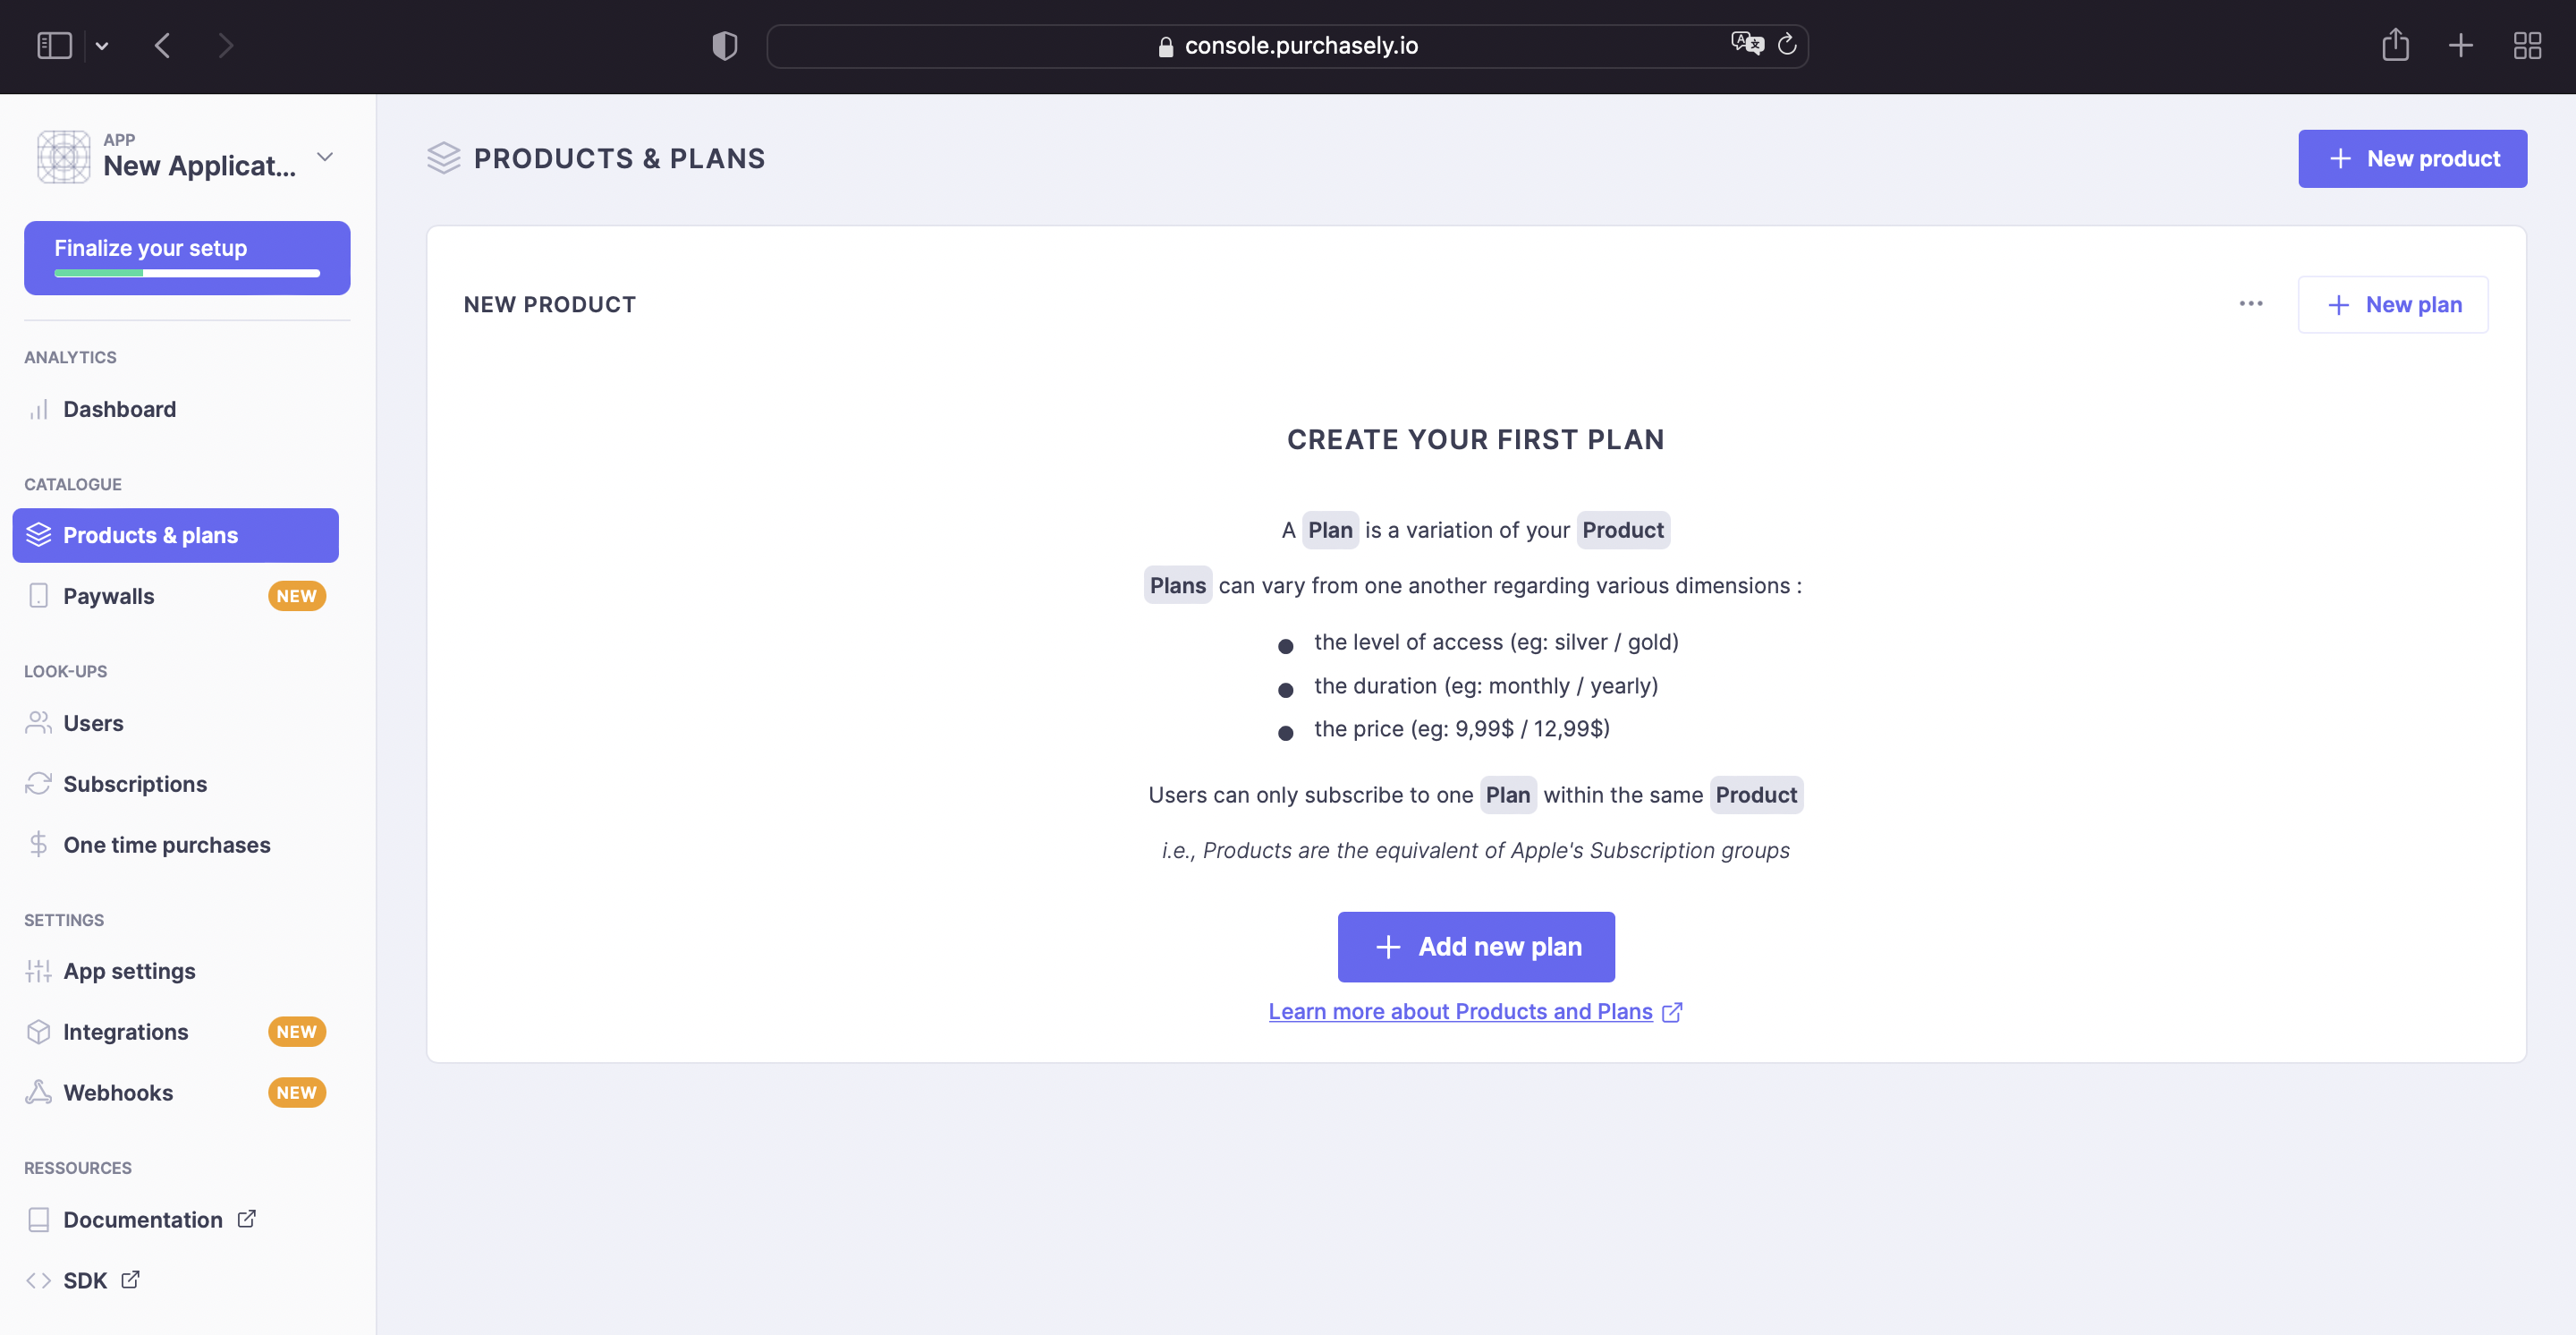 console.purchasely.io
APP
New Applicat...
Finalize your setup
ANALYTICS
Dashboard
CATALOGUE
Products & plans
Paywalls NEW
LOOK-UPS
Users
Subscriptions
One time purchases
SETTINGS
App settings
Integrations NEW
Webhooks NEW
RESSOURCES
Documentation
SDK
PRODUCTS & PLANS
New product
NEW PRODUCT
New plan
CREATE YOUR FIRST PLAN
A Plan is a variation of your Product
Plans can vary from one another regarding various dimensions :
the level of access (eg: silver / gold)
the duration (eg: monthly / yearly)
the price (eg: 9,99$ / 12,99$)
Users can only subscribe to one Plan within the same Product
i.e., Products are the equivalent of Apple's Subscription groups
Add new plan
Learn more about Products and Plans